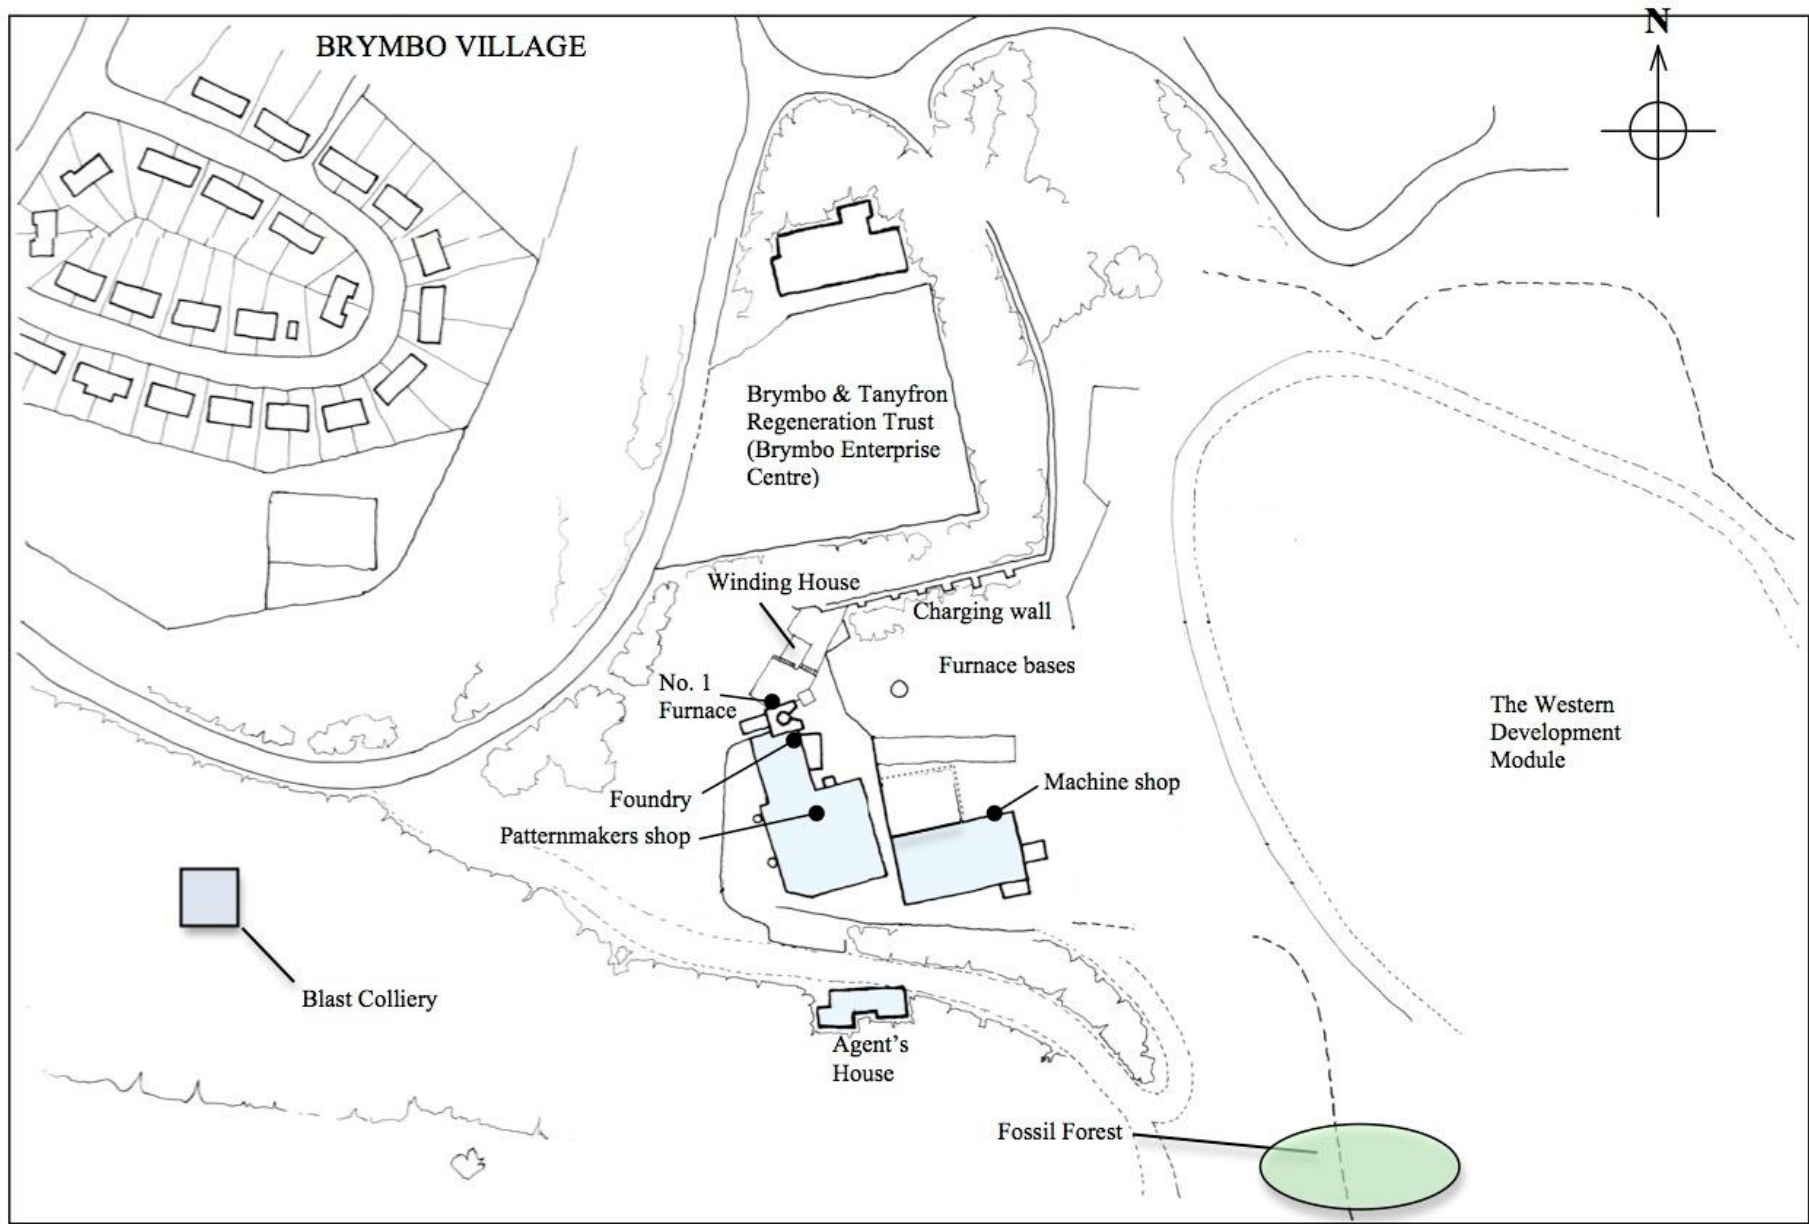 N
BRYMBO VILLAGE
Brymbo & Tanyfron
Regeneration Trust
(Brymbo Enterprise
Centre)
Winding House
Charging wall
Furnace bases
No. 1
Furnace
The Western
Development
Module
Machine shop
Foundry
Patternmakers shop
Blast Colliery
Agent’s
House
Fossil Forest